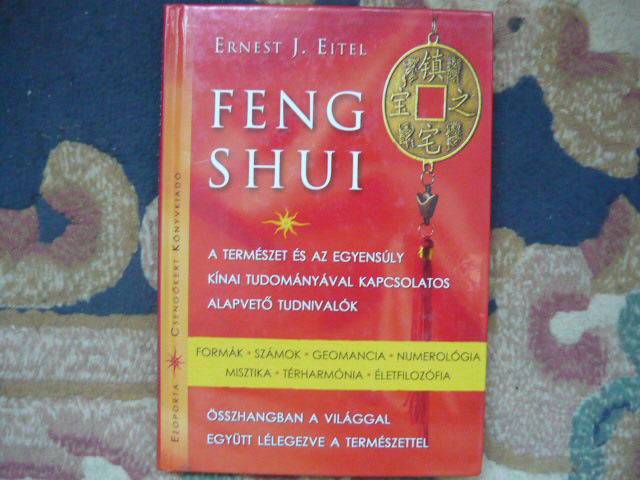 ERNEST J. EITEL
FENG
SHUI
鎮
宝 之
宅
A TERMÉSZET ÉS AZ EGYENSÚLY
KÍNAI TUDOMÁNYÁVAL KAPCSOLATOS
ALAPVETŐ TUDNIVALÓK
FORMÁK * SZÁMOK * GEOMANCIA * NUMEROLÓGIA
MISZTIKA * TÉRHARMÓNIA * ÉLETFILOZÓFIA
ÖSSZHANGBAN A VILÁGGAL
EGYÜTT LÉLEGEZVE A TERMÉSZETTEL
EZOPORTA * CSENGŐKERT KÖNYVKIADÓ